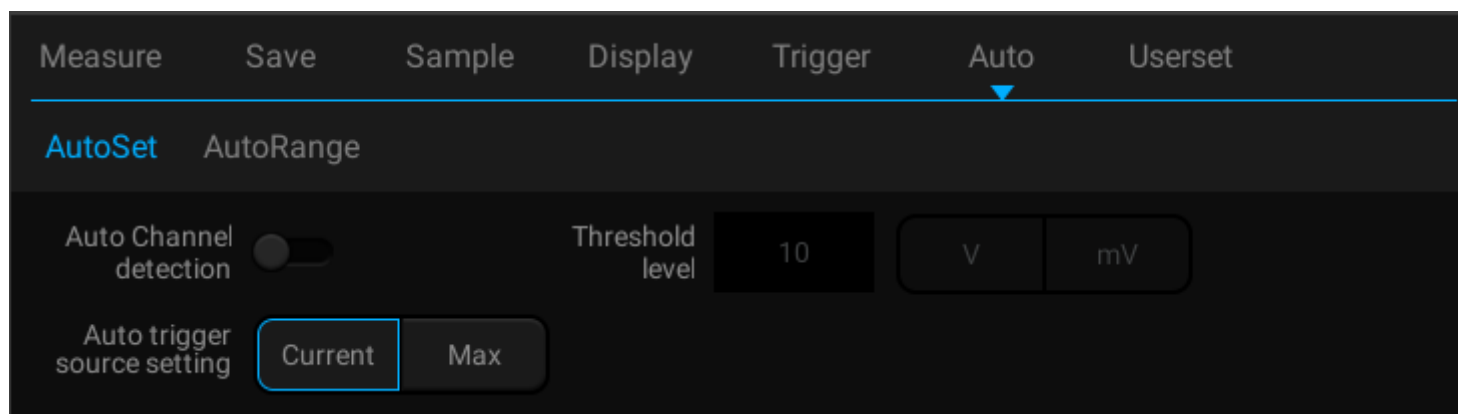 Measure Save Sample Display Trigger Auto Userset
AutoSet AutoRange
Auto Channel
detection
Threshold
level
10 V mV
Auto trigger
source setting
Current Max